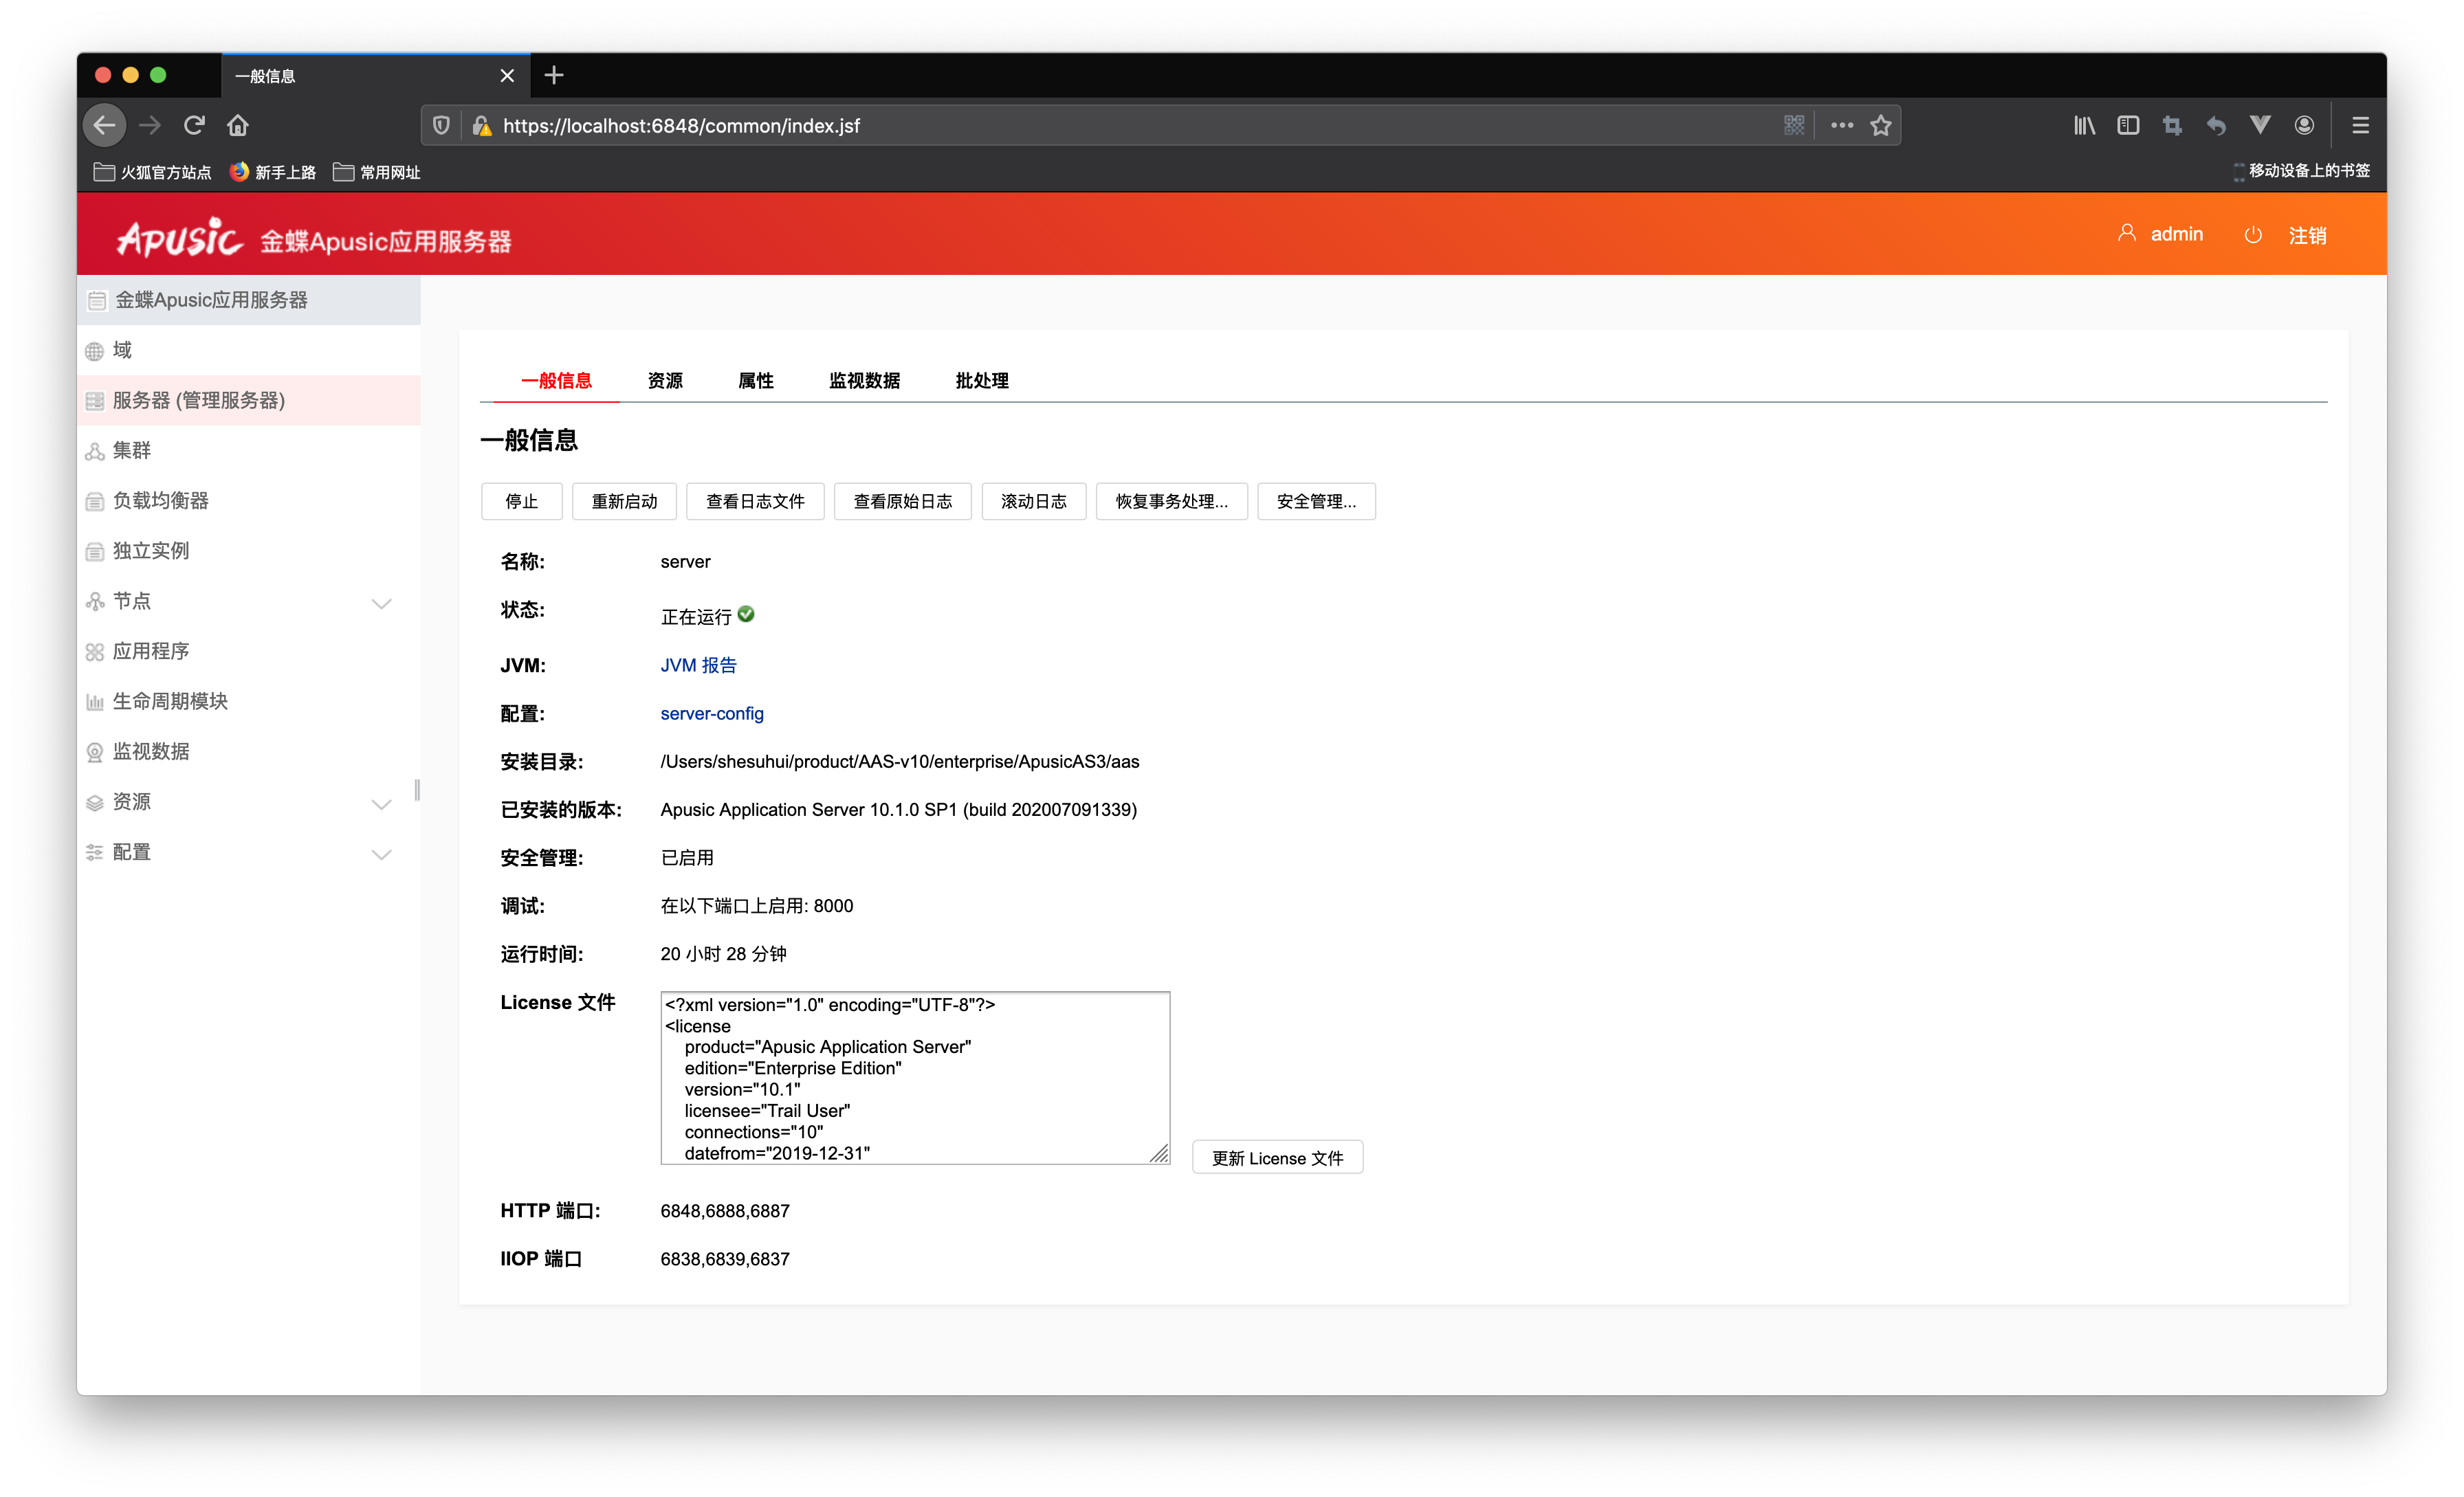 一般信息
https://localhost:6848/common/index.jsf
火狐官方站点 新手上路 常用网址 移动设备上的书签
Apusic 金蝶Apusic应用服务器 admin 注销
金蝶Apusic应用服务器
域
服务器 (管理服务器)
集群
负载均衡器
独立实例
节点
应用程序
生命周期模块
监视数据
资源
配置
一般信息 资源 属性 监视数据 批处理
一般信息
停止 重新启动 查看日志文件 查看原始日志 滚动日志 恢复事务处理... 安全管理...
名称: server
状态: 正在运行
JVM: JVM 报告
配置: server-config
安装目录: /Users/shesuhui/product/AAS-v10/enterprise/ApusicAS3/aas
已安装的版本: Apusic Application Server 10.1.0 SP1 (build 202007091339)
安全管理: 已启用
调试: 在以下端口上启用: 8000
运行时间: 20 小时 28 分钟
License 文件
<?xml version="1.0" encoding="UTF-8"?>
<license
product="Apusic Application Server"
edition="Enterprise Edition"
version="10.1"
licensee="Trail User"
connections="10"
datefrom="2019-12-31"
更新 License 文件
HTTP 端口: 6848,6888,6887
IIOP 端口 6838,6839,6837